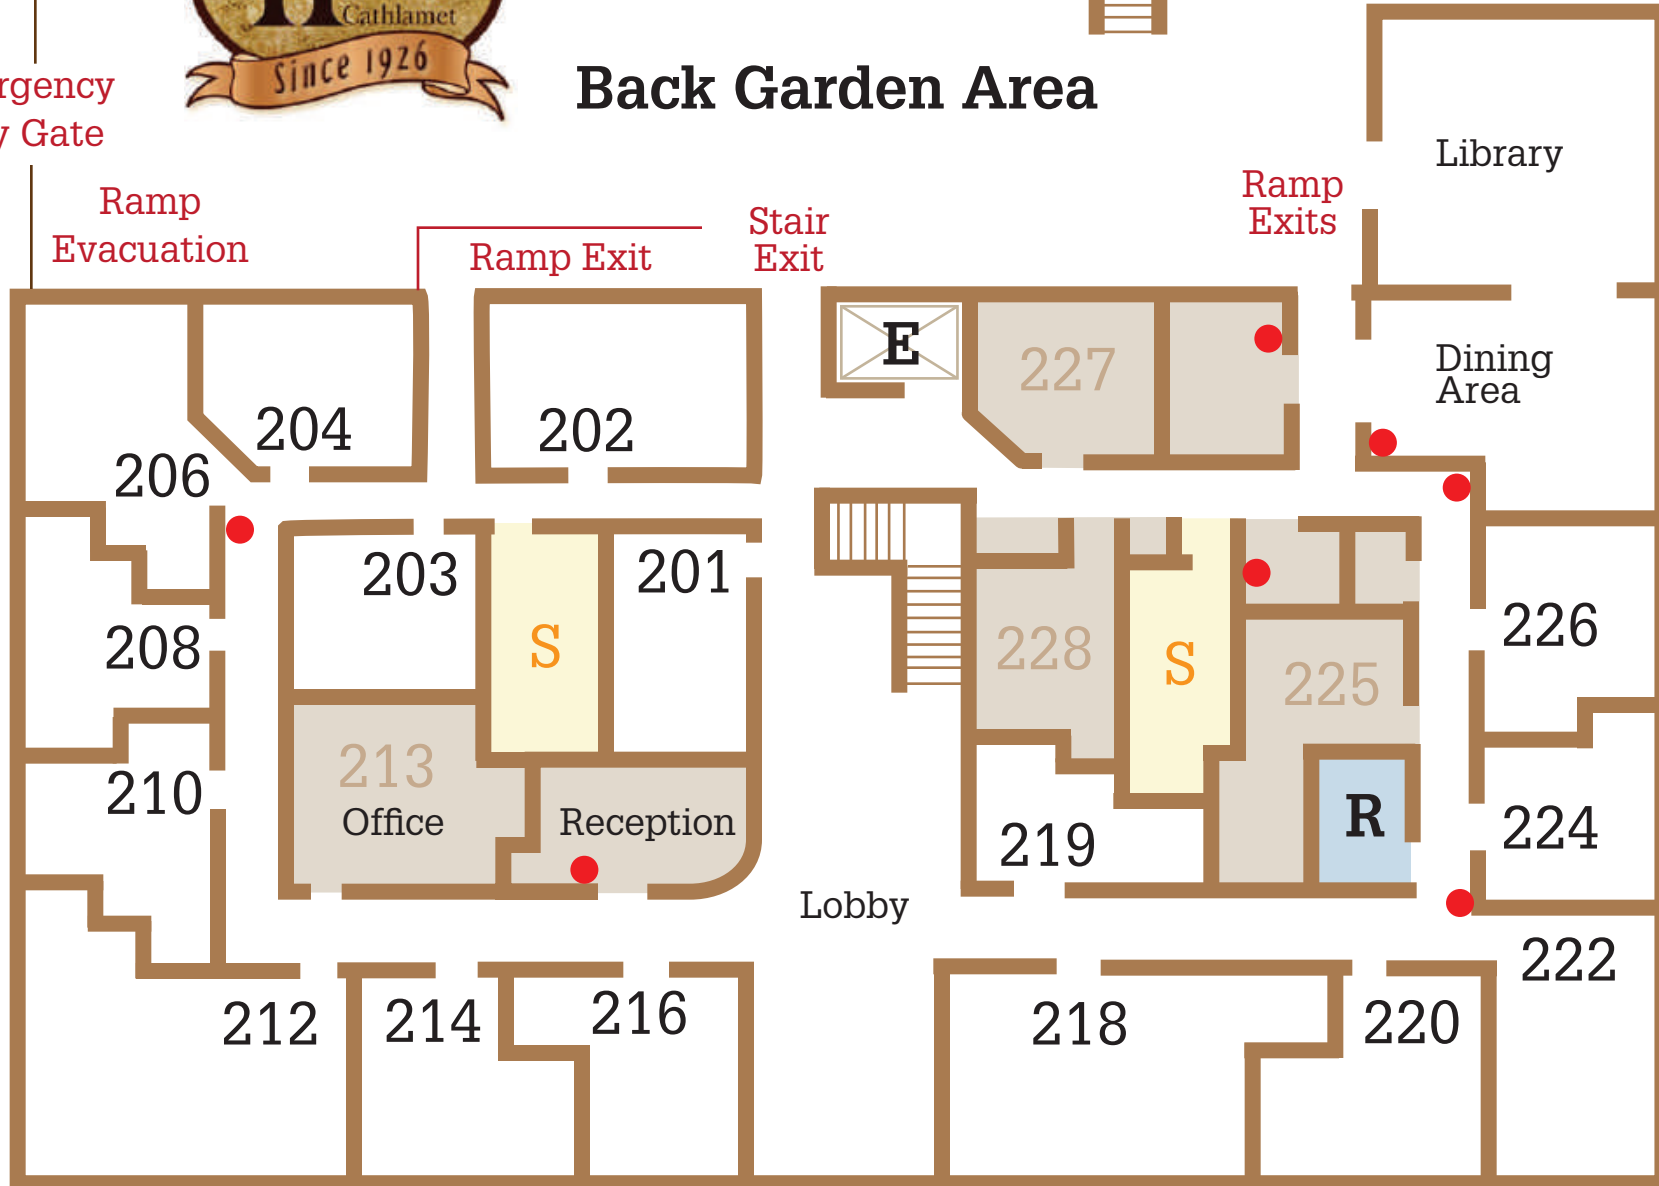 Cathlamet
Since 1926
Back Garden Area
rgency
y Gate
Ramp
Evacuation
Ramp Exit
Stair
Exit
Ramp
Exits
Library
Dining
Area
E
227
204
202
206
203
201
208
S
228
S
225
226
210
213
Office
Reception
219
R
224
Lobby
222
212
214
216
218
220